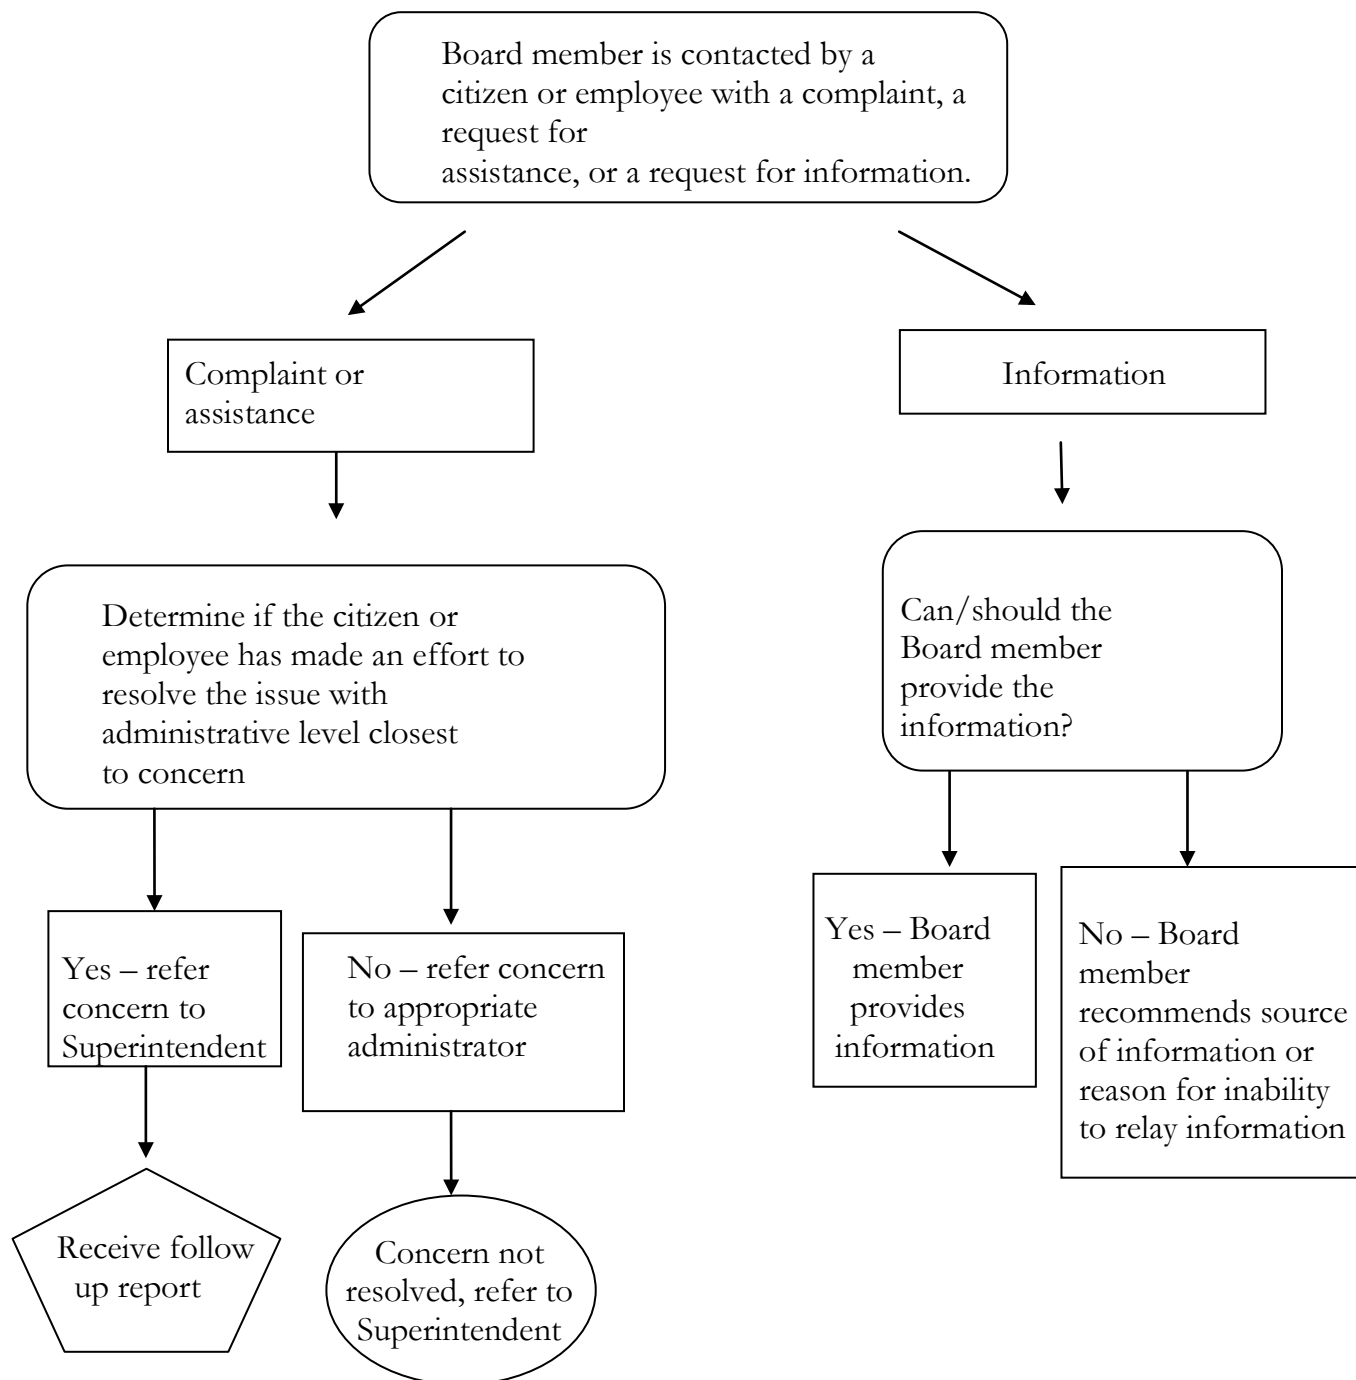 Board member is contacted by a
citizen or employee with a complaint, a
request for
assistance, or a request for information.
Complaint or
assistance
Information
Determine if the citizen or
employee has made an effort to
resolve the issue with
administrative level closest
to concern
Can/should the
Board member
provide the
information?
Yes – refer
concern to
Superintendent
No – refer concern
to appropriate
administrator
Yes – Board
member
provides
information
No – Board
member
recommends source
of information or
reason for inability
to relay information
Receive follow
up report
Concern not
resolved, refer to
Superintendent